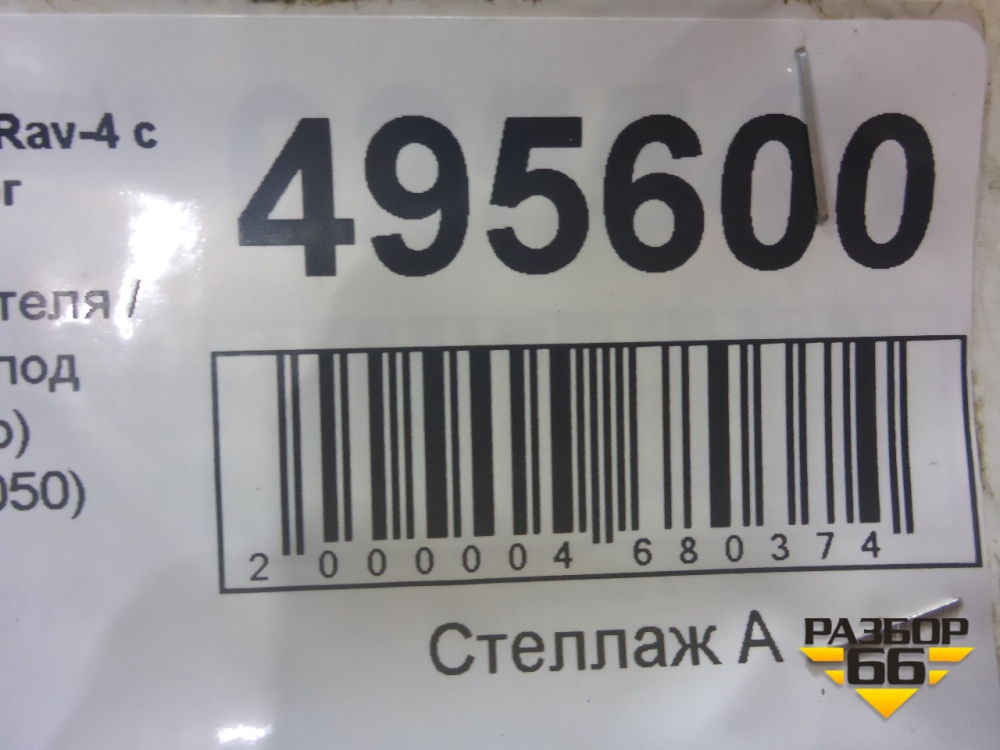 Rav-4 с
495600
г
теля /
под
050)
2 000004 680374
Стеллаж А
РАЗБОР
66